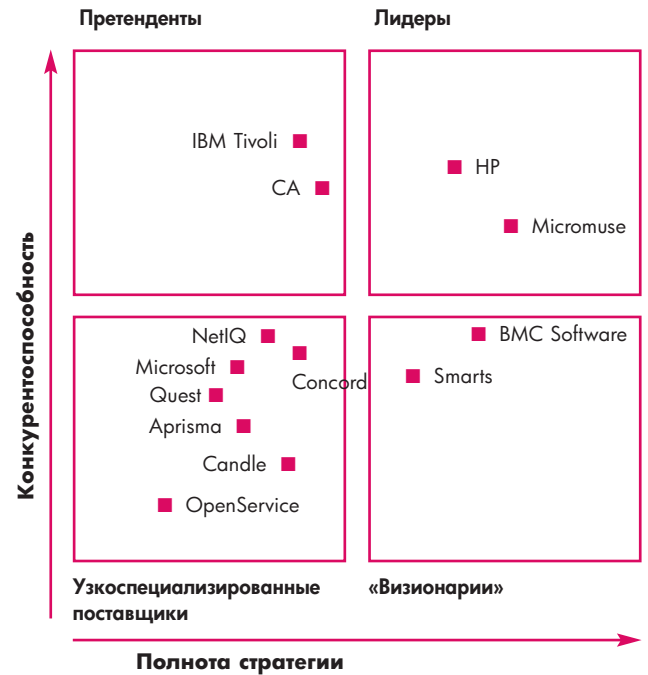 Претенденты
Лидеры
IBM Tivoli
CA
HP
Micromuse
Конкурентоспособность
NetIQ
Microsoft
Concord
Quest
Aprisma
Candle
OpenService
BMC Software
Smarts
Узкоспециализированные
поставщики
«Визионарии»
Полнота стратегии